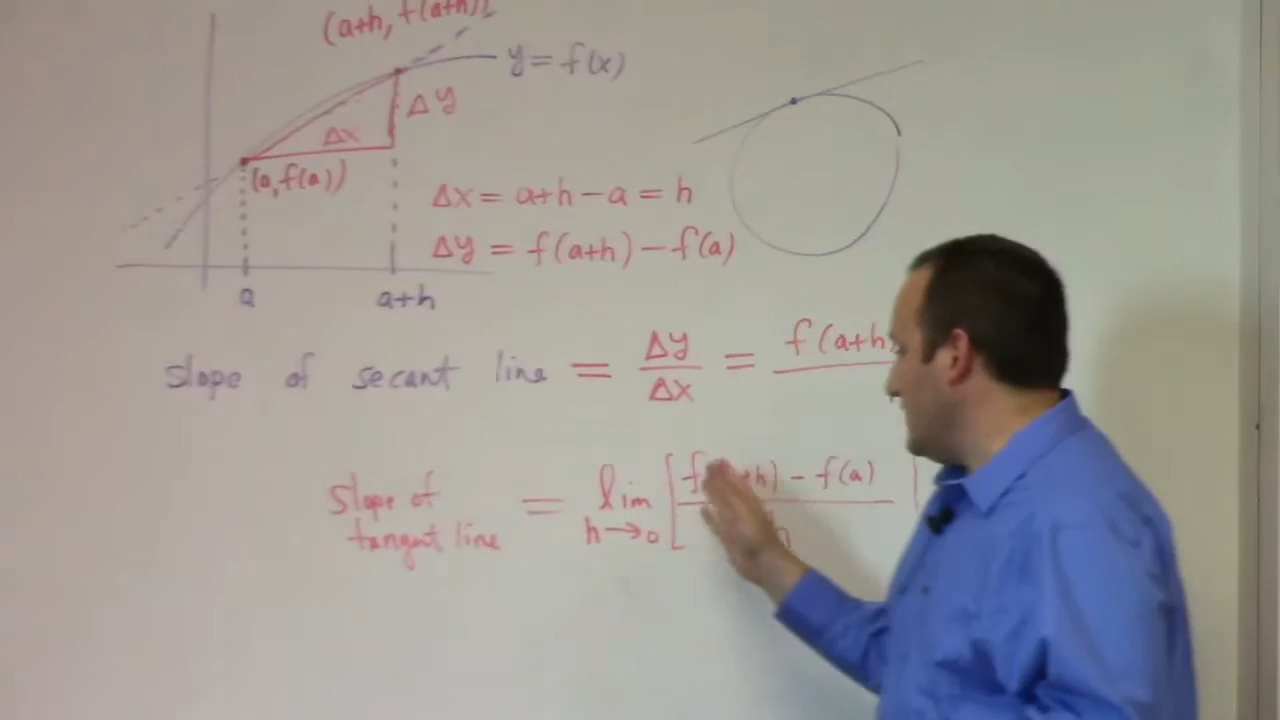 (a+h, f(a+h))
y = f(x)
Δy
Δx
(a, f(a))
Δx = a+h - a = h
Δy = f(a+h) - f(a)
a
a+h
slope of secant line = Δy/Δx = f(a+h)
slope of tangent line = lim h→0 [ f( +h) - f(a) / h